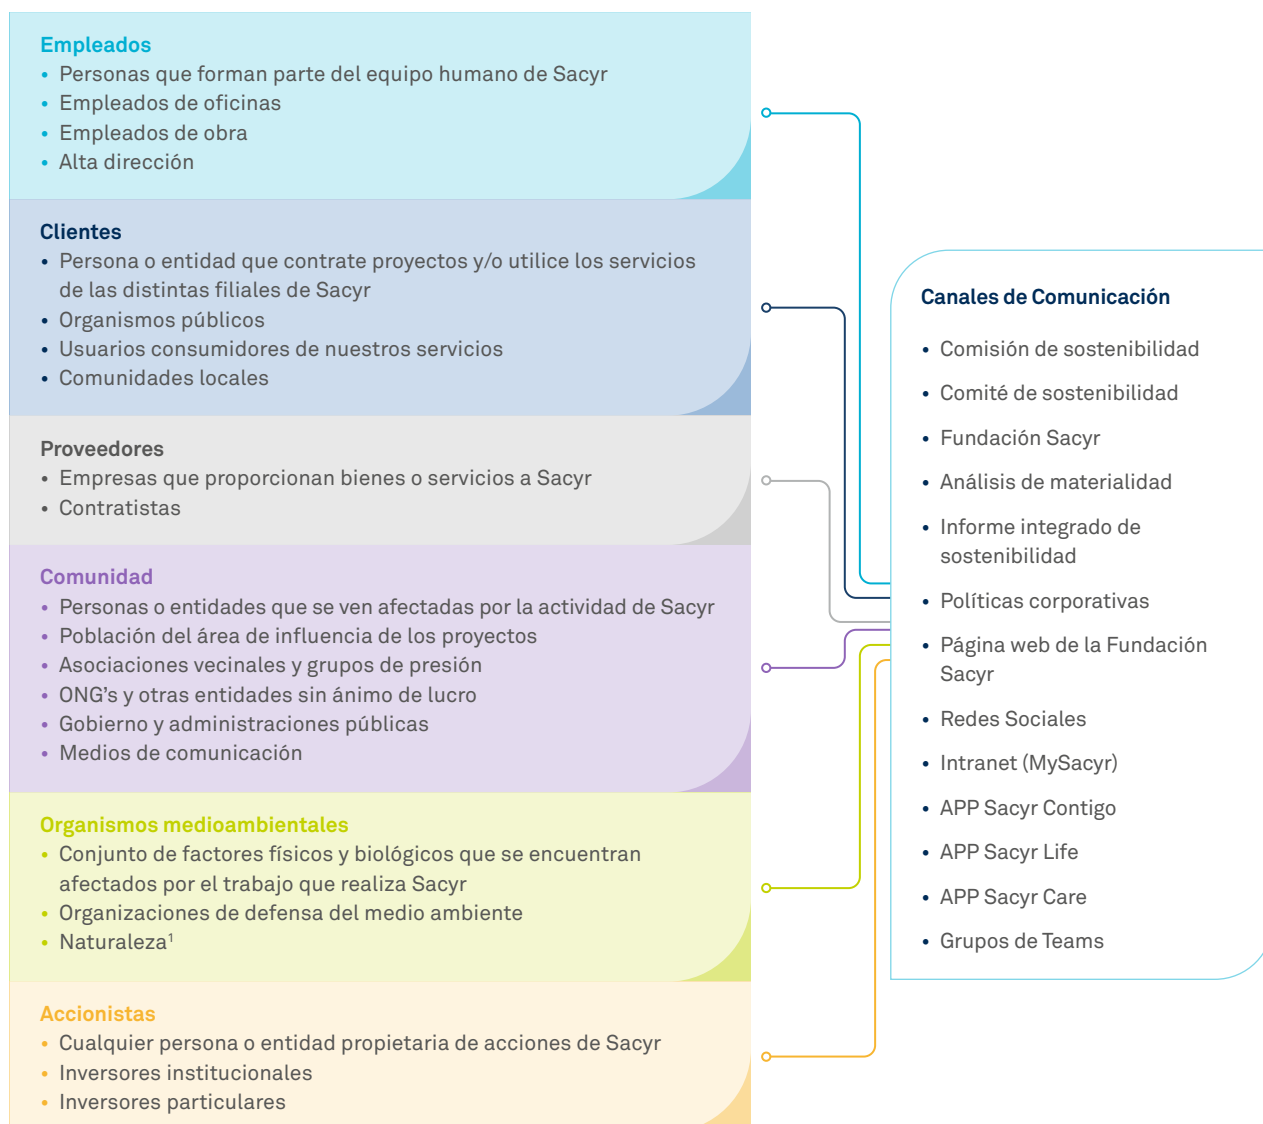 Empleados
• Personas que forman parte del equipo humano de Sacyr
• Empleados de oficinas
• Empleados de obra
• Alta dirección
Clientes
• Persona o entidad que contrate proyectos y/o utilice los servicios
de las distintas filiales de Sacyr
• Organismos públicos
• Usuarios consumidores de nuestros servicios
• Comunidades locales
Proveedores
• Empresas que proporcionan bienes o servicios a Sacyr
• Contratistas
Comunidad
• Personas o entidades que se ven afectadas por la actividad de Sacyr
• Población del área de influencia de los proyectos
• Asociaciones vecinales y grupos de presión
• ONG’s y otras entidades sin ánimo de lucro
• Gobierno y administraciones públicas
• Medios de comunicación
Organismos medioambientales
• Conjunto de factores físicos y biológicos que se encuentran
afectados por el trabajo que realiza Sacyr
• Organizaciones de defensa del medio ambiente
• Naturaleza¹
Accionistas
• Cualquier persona o entidad propietaria de acciones de Sacyr
• Inversores institucionales
• Inversores particulares
Canales de Comunicación
• Comisión de sostenibilidad
• Comité de sostenibilidad
• Fundación Sacyr
• Análisis de materialidad
• Informe integrado de
sostenibilidad
• Políticas corporativas
• Página web de la Fundación
Sacyr
• Redes Sociales
• Intranet (MySacyr)
• APP Sacyr Contigo
• APP Sacyr Life
• APP Sacyr Care
• Grupos de Teams